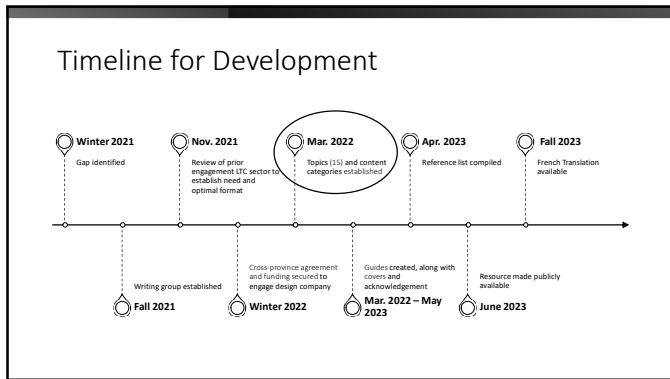 Timeline for Development
Winter 2021
Gap identified
Nov. 2021
Review of prior
engagement LTC sector to
establish need and
optimal format
Mar. 2022
Topics (15) and content
categories established
Apr. 2023
Reference list compiled
Fall 2023
French Translation
available
Writing group established
Fall 2021
Cross-province agreement
and funding secured to
engage design company
Winter 2022
Guides created, along with
covers and
acknowledgement
Mar. 2022 – May
2023
Resource made publicly
available
June 2023